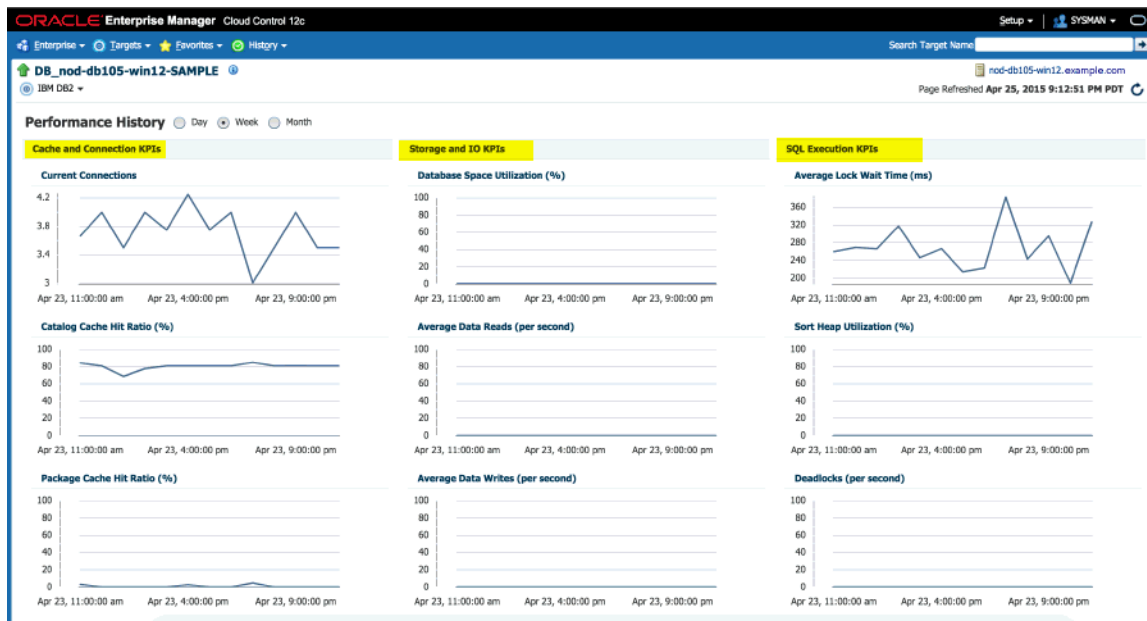 ORACLE Enterprise Manager Cloud Control 12c
Setup SYSMAN
Enterprise Targets Favorites History
Search Target Name
DB_nod-db105-win12-SAMPLE
nod-db105-win12.example.com
IBM DB2
Page Refreshed Apr 25, 2015 9:12:51 PM PDT
Performance History Day Week Month
Cache and Connection KPIs
Current Connections
4.2
3.8
3.4
3
Apr 23, 11:00:00 am Apr 23, 4:00:00 pm Apr 23, 9:00:00 pm
Catalog Cache Hit Ratio (%)
100
80
60
40
20
0
Apr 23, 11:00:00 am Apr 23, 4:00:00 pm Apr 23, 9:00:00 pm
Package Cache Hit Ratio (%)
100
80
60
40
20
0
Apr 23, 11:00:00 am Apr 23, 4:00:00 pm Apr 23, 9:00:00 pm
Storage and IO KPIs
Database Space Utilization (%)
100
80
60
40
20
0
Apr 23, 11:00:00 am Apr 23, 4:00:00 pm Apr 23, 9:00:00 pm
Average Data Reads (per second)
100
80
60
40
20
0
Apr 23, 11:00:00 am Apr 23, 4:00:00 pm Apr 23, 9:00:00 pm
Average Data Writes (per second)
100
80
60
40
20
0
Apr 23, 11:00:00 am Apr 23, 4:00:00 pm Apr 23, 9:00:00 pm
SQL Execution KPIs
Average Lock Wait Time (ms)
360
320
280
240
200
Apr 23, 11:00:00 am Apr 23, 4:00:00 pm Apr 23, 9:00:00 pm
Sort Heap Utilization (%)
100
80
60
40
20
0
Apr 23, 11:00:00 am Apr 23, 4:00:00 pm Apr 23, 9:00:00 pm
Deadlocks (per second)
100
80
60
40
20
0
Apr 23, 11:00:00 am Apr 23, 4:00:00 pm Apr 23, 9:00:00 pm